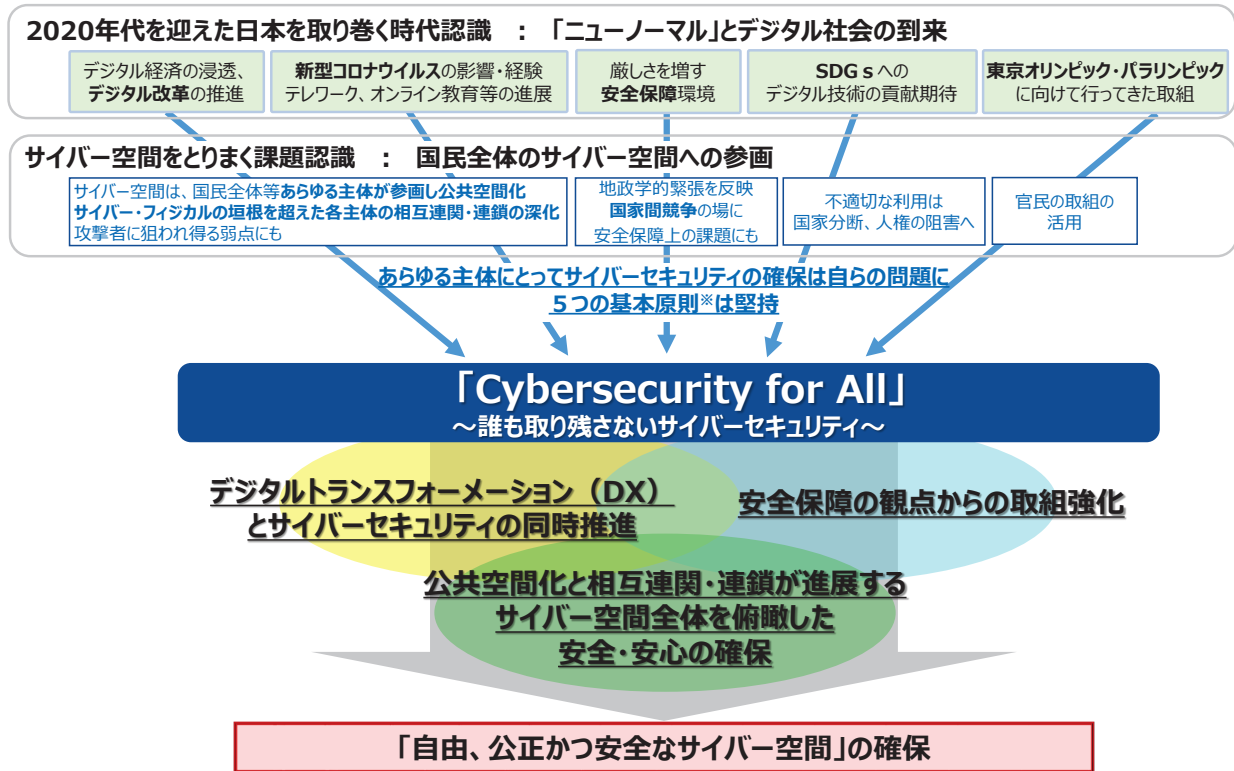 2020年代を迎えた日本を取り巻く時代認識 ： 「ニューノーマル」とデジタル社会の到来
デジタル経済の浸透、
デジタル改革の推進
新型コロナウイルスの影響・経験
テレワーク、オンライン教育等の進展
厳しさを増す
安全保障環境
SDGｓへの
デジタル技術の貢献期待
東京オリンピック・パラリンピック
に向けて行ってきた取組
サイバー空間をとりまく課題認識 ： 国民全体のサイバー空間への参画
サイバー空間は、国民全体等あらゆる主体が参画し公共空間化
サイバー・フィジカルの垣根を超えた各主体の相互連関・連鎖の深化
攻撃者に狙われ得る弱点にも
地政学的緊張を反映
国家間競争の場に
安全保障上の課題にも
不適切な利用は
国家分断、人権の阻害へ
官民の取組の
活用
あらゆる主体にとってサイバーセキュリティの確保は自らの問題に
５つの基本原則※は堅持
「Cybersecurity for All」
～誰も取り残さないサイバーセキュリティ～
デジタルトランスフォーメーション（DX）
とサイバーセキュリティの同時推進
安全保障の観点からの取組強化
公共空間化と相互連関・連鎖が進展する
サイバー空間全体を俯瞰した
安全・安心の確保
「自由、公正かつ安全なサイバー空間」の確保